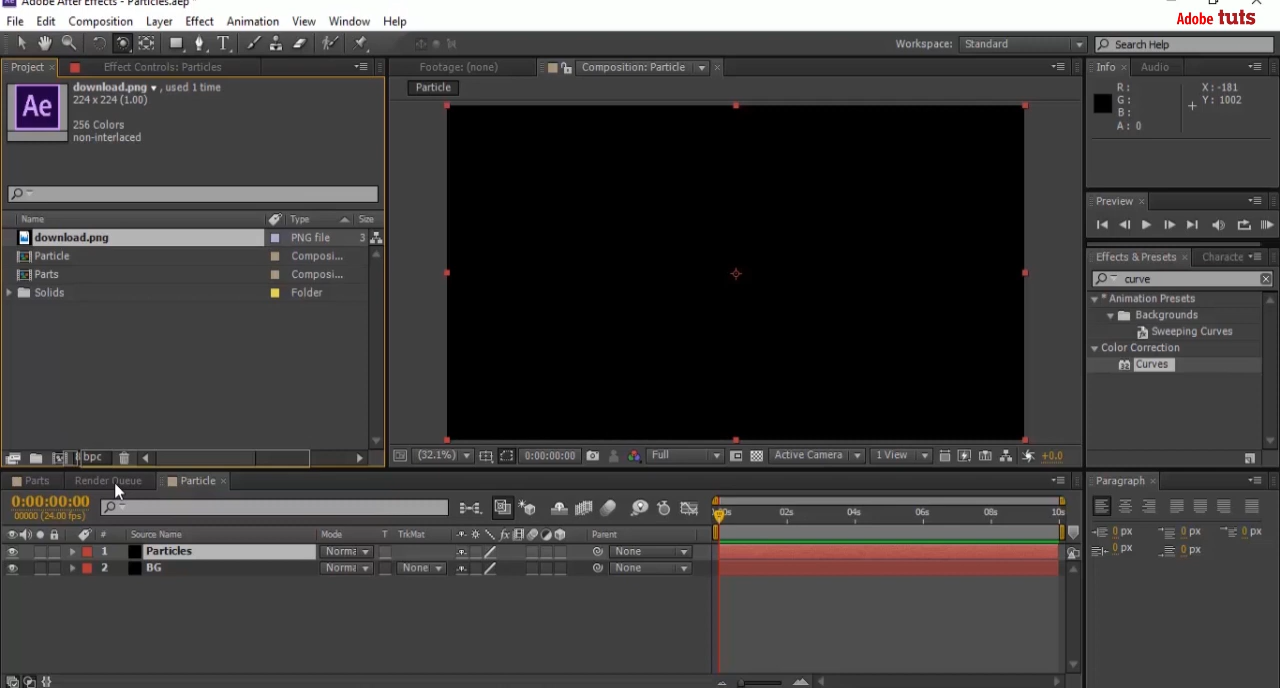 Adobe After Effects - Particles.aep *
Adobe tuts
File Edit Composition Layer Effect Animation View Window Help
Workspace: Standard Search Help
Project Effect Controls: Particles Footage: (none) Composition: Particle Info Audio
download.png , used 1 time
224 x 224 (1.00)
256 Colors
non-interlaced
Particle
R : X : -181
G : Y : 1002
B :
A : 0
Name Type Size
download.png PNG file 3
Particle Composi...
Parts Composi...
Solids Folder
Preview
Effects & Presets Characte
curve
* Animation Presets
Backgrounds
Sweeping Curves
Color Correction
Curves
bpc
(32.1%) 0:00:00:00 Full Active Camera 1 View +0.0
Parts Render Queue Particle Paragraph
0:00:00:00
00000 (24.00 fps)
02s 04s 06s 08s 10s
# Source Name Mode T TrkMat Parent
1 Particles Norma None
2 BG Norma None None
0 px 0 px 0 px
0 px 0 px